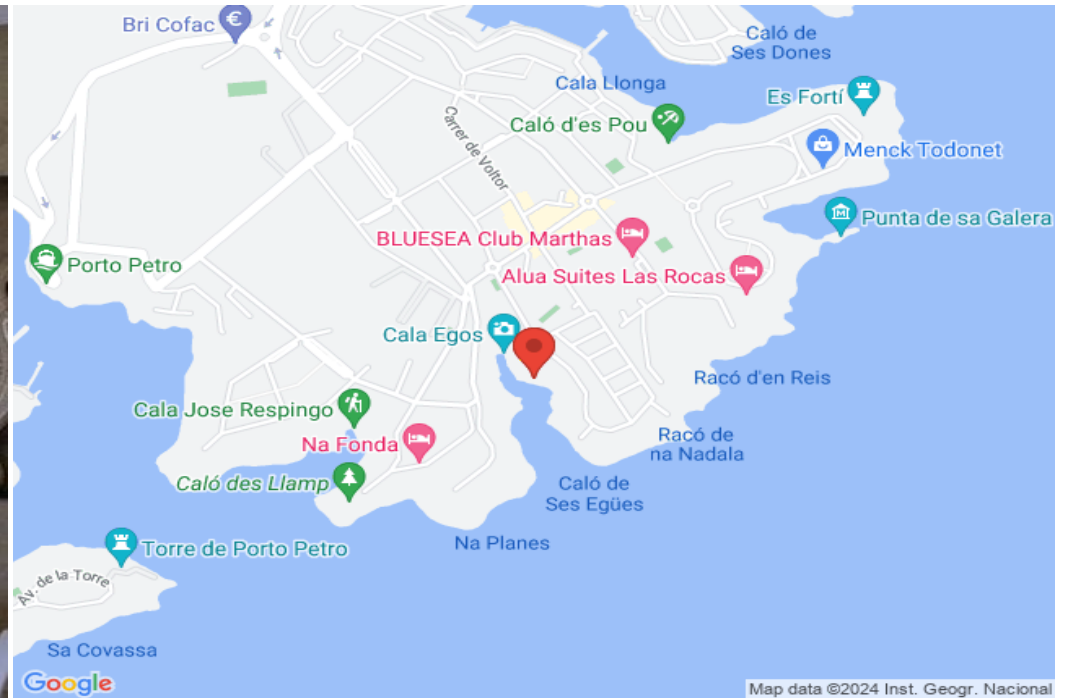 Bri Cofac
€
Caló de
Ses Dones
Cala Llonga
Es Fortí
Caló d'es Pou
Carrer de Voltor
Menck Todonet
Punta de sa Galera
BLUESEA Club Marthas
Porto Petro
Alua Suites Las Rocas
Cala Egos
Racó d'en Reis
Cala Jose Respingo
Racó de
na Nadala
Na Fonda
Caló des Llamp
Caló de
Ses Egües
Na Planes
Torre de Porto Petro
Av. de la Torre
Sa Covassa
Google
Map data ©2024 Inst. Geogr. Nacional